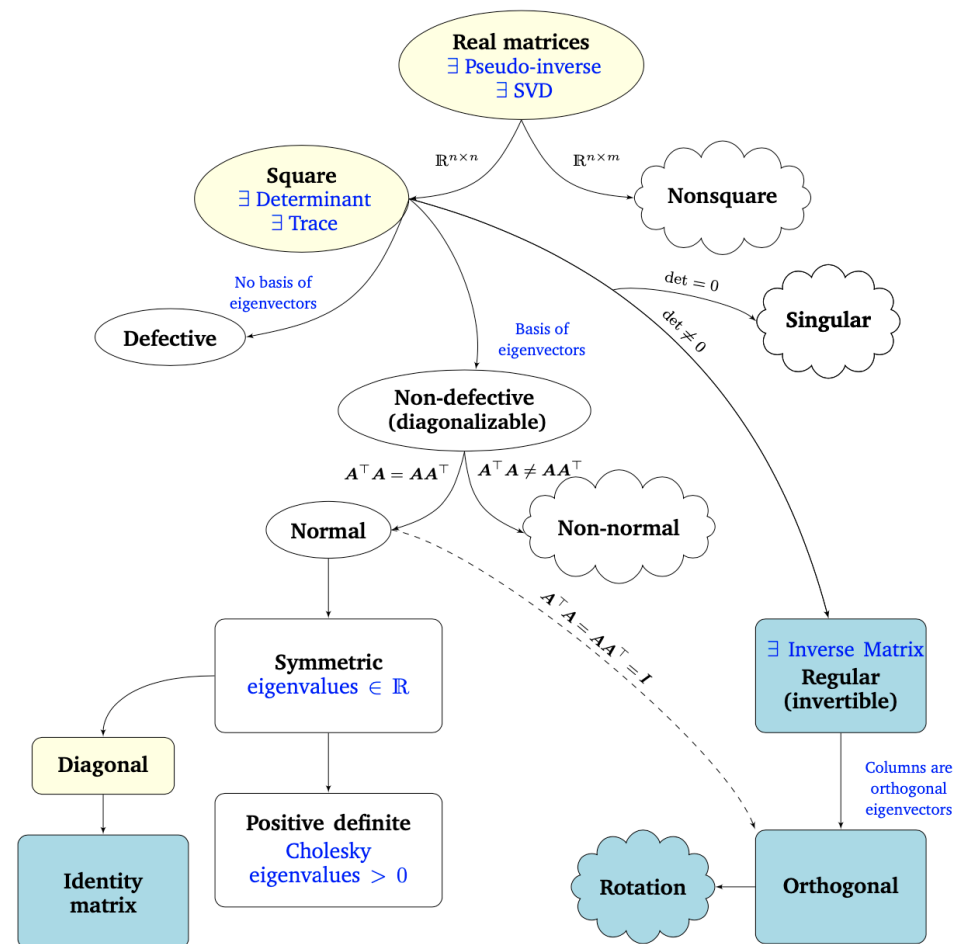 Real matrices
∃ Pseudo-inverse
∃ SVD
ℝⁿˣⁿ
ℝⁿˣᵐ
Square
∃ Determinant
∃ Trace
Nonsquare
No basis of
eigenvectors
det = 0
Singular
det ≠ 0
Defective
Basis of
eigenvectors
Non-defective
(diagonalizable)
A⊤A = AA⊤
A⊤A ≠ AA⊤
Normal
Non-normal
A⊤A = AA⊤ = I
Symmetric
eigenvalues ∈ ℝ
∃ Inverse Matrix
Regular
(invertible)
Diagonal
Columns are
orthogonal
eigenvectors
Positive definite
Cholesky
eigenvalues > 0
Identity
matrix
Rotation
Orthogonal